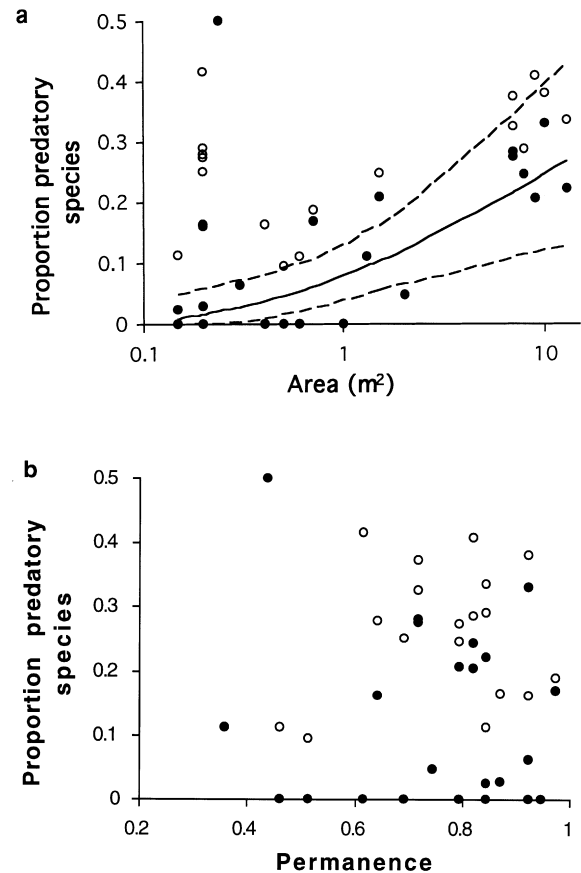 a
Proportion predatory
species
0.5
0.4
0.3
0.2
0.1
0
0.1 1 10
Area (m²)
b
Proportion predatory
species
0.5
0.4
0.3
0.2
0.1
0
0.2 0.4 0.6 0.8 1
Permanence